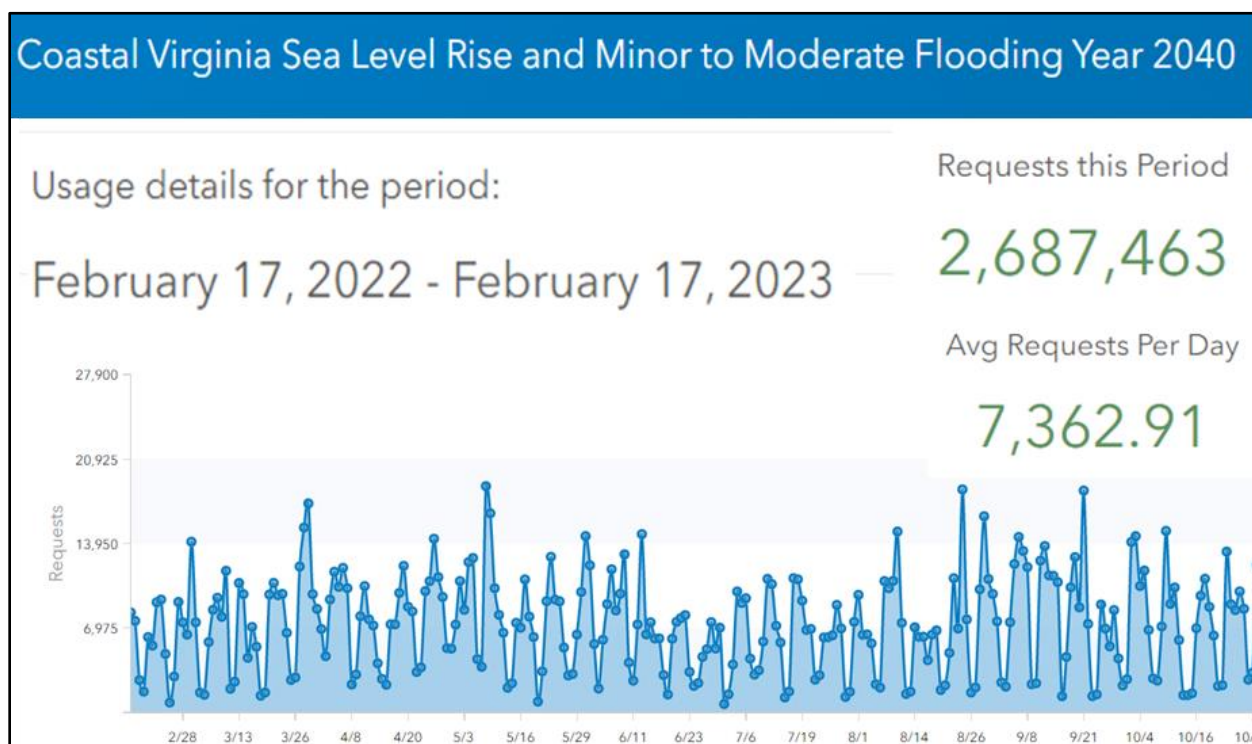 Coastal Virginia Sea Level Rise and Minor to Moderate Flooding Year 2040
Usage details for the period:
February 17, 2022 - February 17, 2023
Requests this Period
2,687,463
Avg Requests Per Day
7,362.91
27,900
20,925
13,950
6,975
Requests
2/28 3/13 3/26 4/8 4/20 5/3 5/16 5/29 6/11 6/23 7/6 7/19 8/1 8/14 8/26 9/8 9/21 10/4 10/16